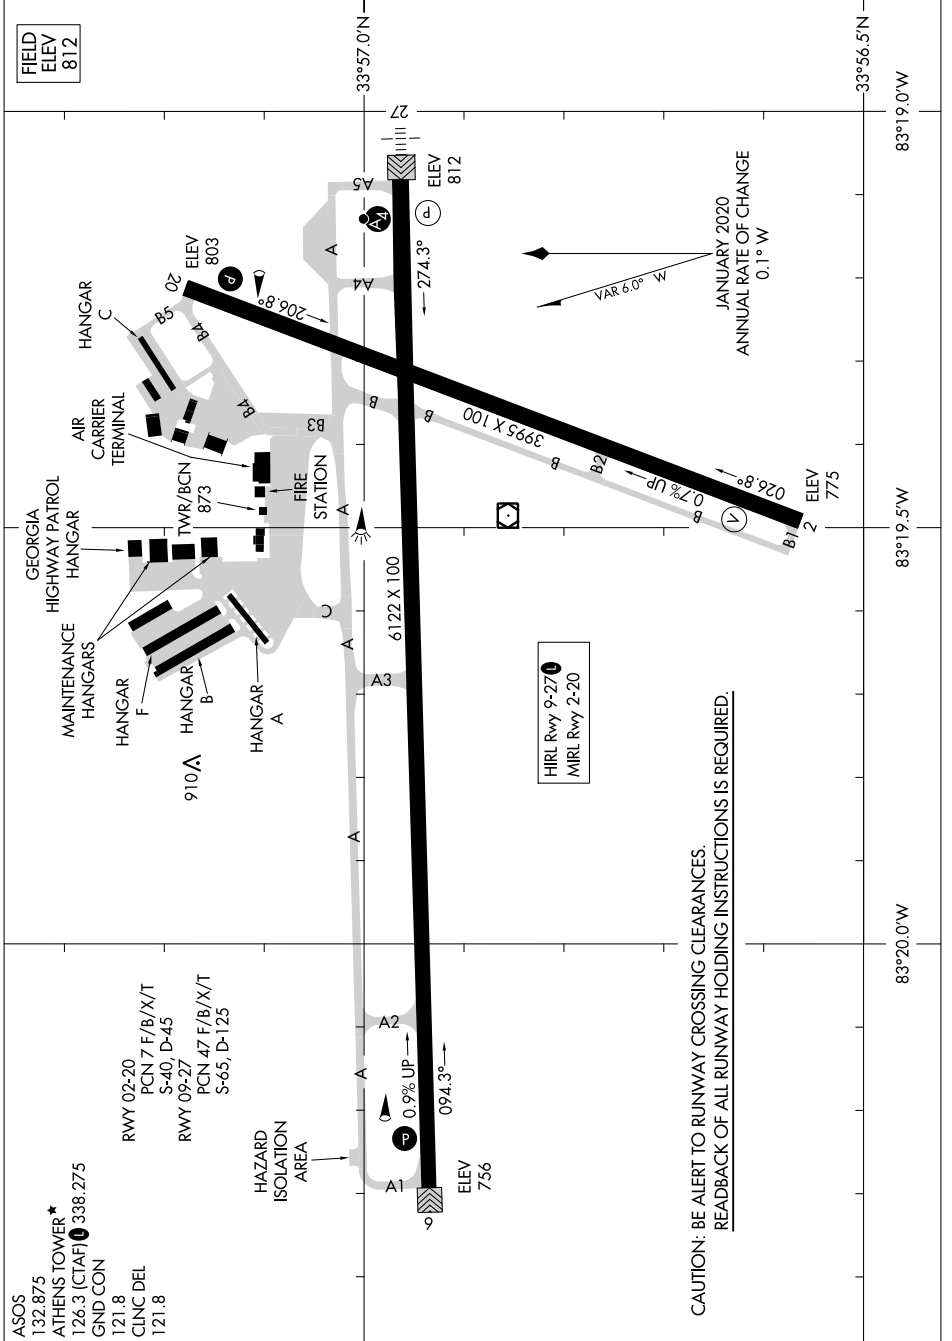 ASOS
132.875
ATHENS TOWER★
126.3 (CTAF) L 338.275
GND CON
121.8
CLNC DEL
121.8
RWY 02-20
PCN 7 F/B/X/T
S-40, D-45
RWY 09-27
PCN 47 F/B/X/T
S-65, D-125
HAZARD
ISOLATION
AREA
910
MAINTENANCE
HANGARS
HANGAR
F
HANGAR
B
HANGAR
A
GEORGIA
HIGHWAY PATROL
HANGAR
TWR/BCN
873
FIRE
STATION
AIR
CARRIER
TERMINAL
HANGAR
C
FIELD
ELEV
812
33°57.0'N
33°56.5'N
83°19.0'W
83°19.5'W
83°20.0'W
20
ELEV
803
P
206.8°
B5
B4
B4
B3
A
A5
A4
A4
27
ELEV
812
P
274.3°
B
B
B
B2
B
B1
3995 X 100
0.7% UP
026.8°
V
2
ELEV
775
A
C
A
A3
6122 X 100
A
A2
A
A1
P
0.9% UP
094.3°
9
ELEV
756
VAR 6.0° W
JANUARY 2020
ANNUAL RATE OF CHANGE
0.1° W
HIRL Rwy 9-27 L
MIRL Rwy 2-20
CAUTION: BE ALERT TO RUNWAY CROSSING CLEARANCES.
READBACK OF ALL RUNWAY HOLDING INSTRUCTIONS IS REQUIRED.